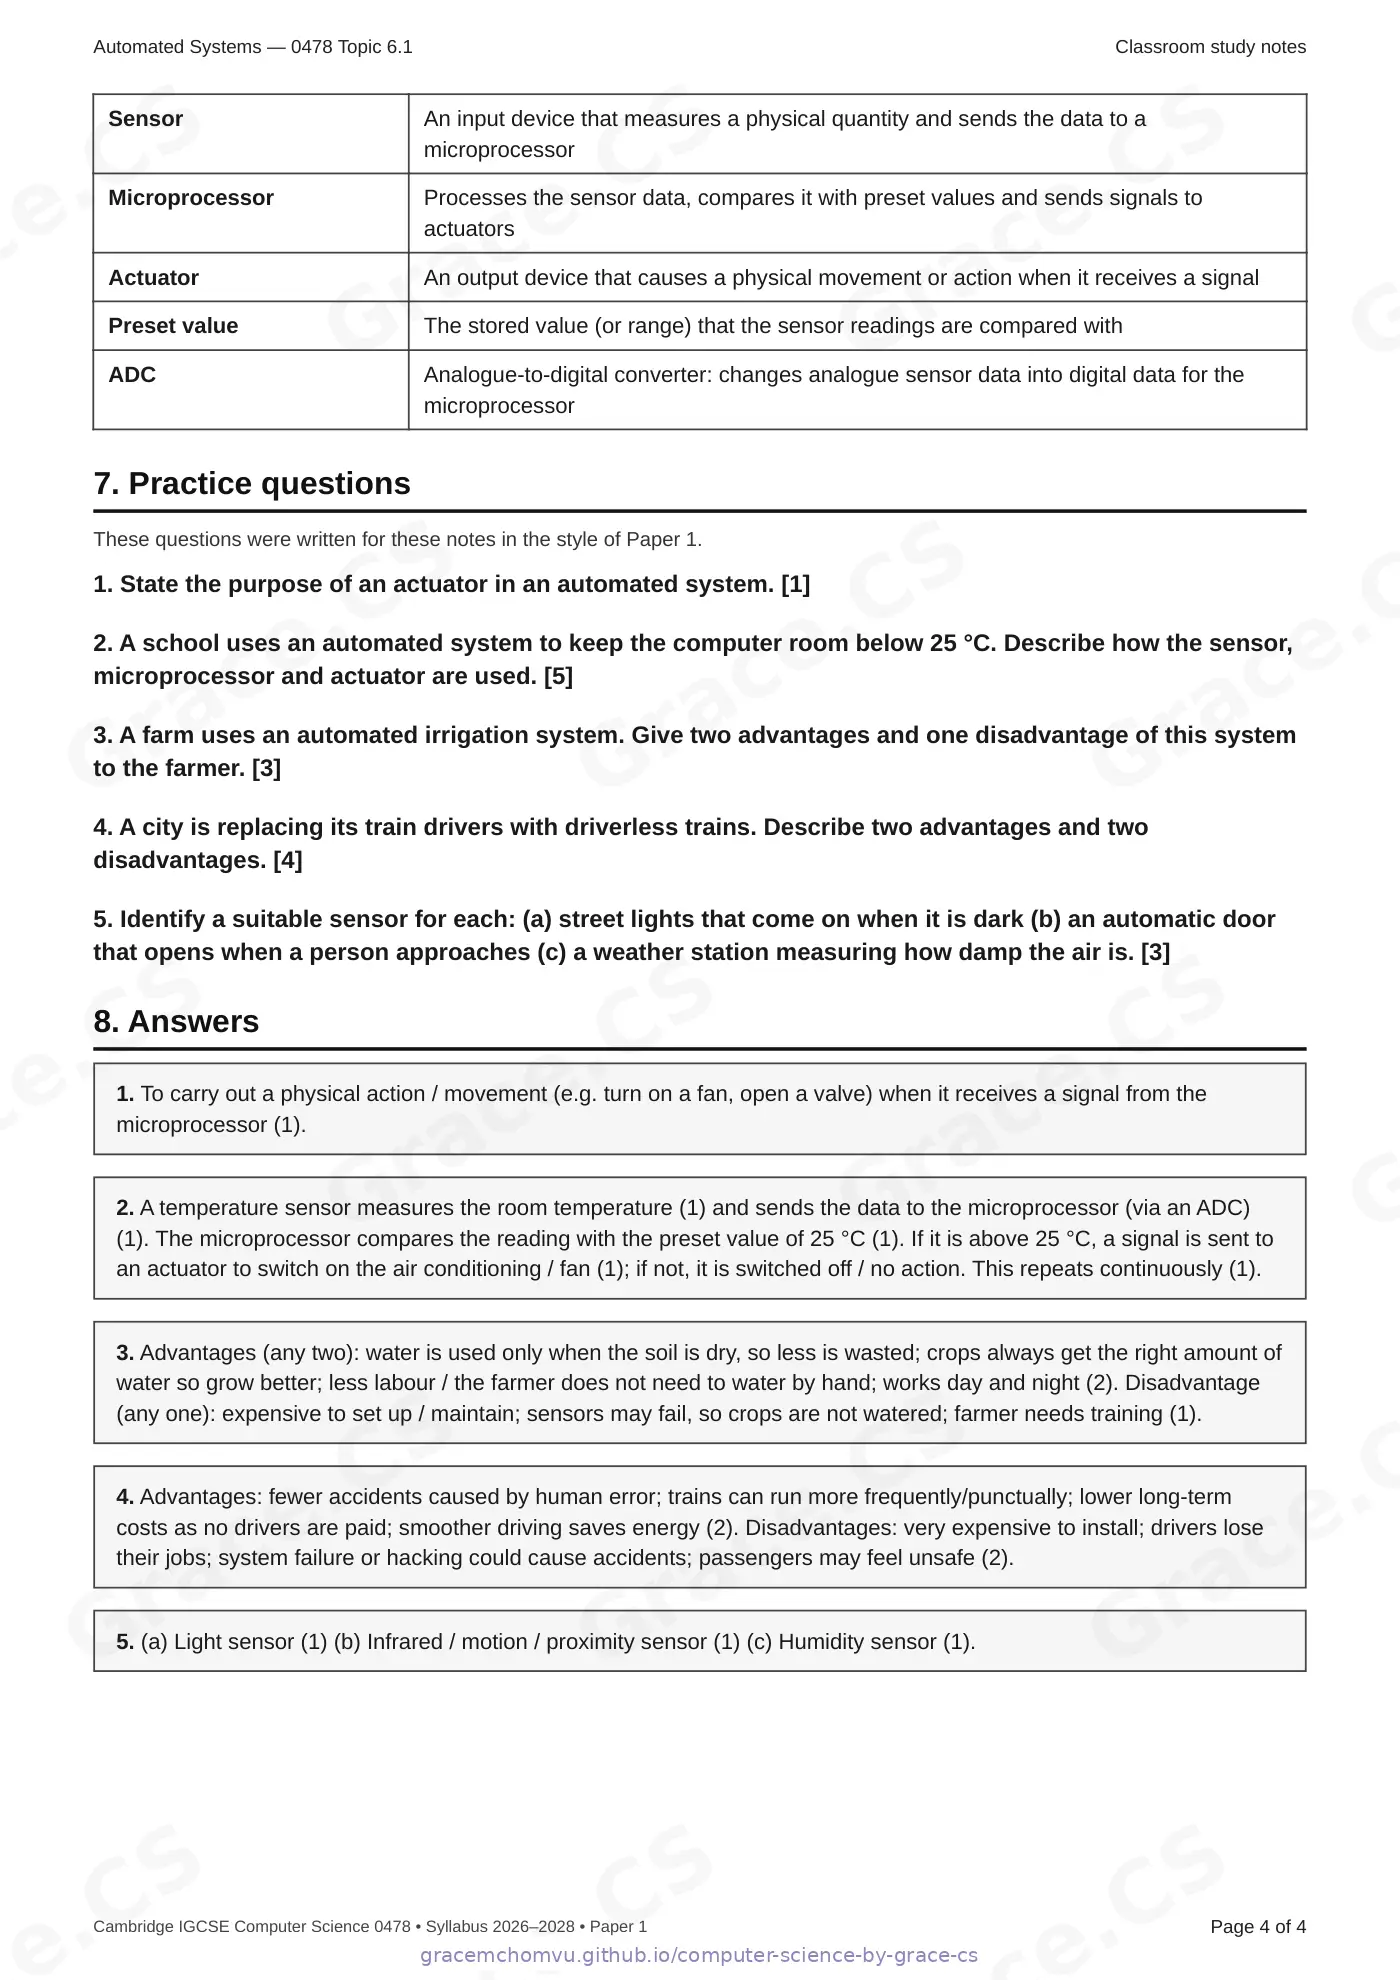 Automated Systems — 0478 Topic 6.1 Classroom study notes
Sensor An input device that measures a physical quantity and sends the data to a
microprocessor
Microprocessor Processes the sensor data, compares it with preset values and sends signals to
actuators
Actuator An output device that causes a physical movement or action when it receives a signal
Preset value The stored value (or range) that the sensor readings are compared with
ADC Analogue-to-digital converter: changes analogue sensor data into digital data for the
microprocessor
7. Practice questions
These questions were written for these notes in the style of Paper 1.
1. State the purpose of an actuator in an automated system. [1]
2. A school uses an automated system to keep the computer room below 25 °C. Describe how the sensor,
microprocessor and actuator are used. [5]
3. A farm uses an automated irrigation system. Give two advantages and one disadvantage of this system
to the farmer. [3]
4. A city is replacing its train drivers with driverless trains. Describe two advantages and two
disadvantages. [4]
5. Identify a suitable sensor for each: (a) street lights that come on when it is dark (b) an automatic door
that opens when a person approaches (c) a weather station measuring how damp the air is. [3]
8. Answers
1. To carry out a physical action / movement (e.g. turn on a fan, open a valve) when it receives a signal from the
microprocessor (1).
2. A temperature sensor measures the room temperature (1) and sends the data to the microprocessor (via an ADC)
(1). The microprocessor compares the reading with the preset value of 25 °C (1). If it is above 25 °C, a signal is sent to
an actuator to switch on the air conditioning / fan (1); if not, it is switched off / no action. This repeats continuously (1).
3. Advantages (any two): water is used only when the soil is dry, so less is wasted; crops always get the right amount of
water so grow better; less labour / the farmer does not need to water by hand; works day and night (2). Disadvantage
(any one): expensive to set up / maintain; sensors may fail, so crops are not watered; farmer needs training (1).
4. Advantages: fewer accidents caused by human error; trains can run more frequently/punctually; lower long-term
costs as no drivers are paid; smoother driving saves energy (2). Disadvantages: very expensive to install; drivers lose
their jobs; system failure or hacking could cause accidents; passengers may feel unsafe (2).
5. (a) Light sensor (1) (b) Infrared / motion / proximity sensor (1) (c) Humidity sensor (1).
Cambridge IGCSE Computer Science 0478 • Syllabus 2026–2028 • Paper 1 Page 4 of 4
gracemchomvu.github.io/computer-science-by-grace-cs